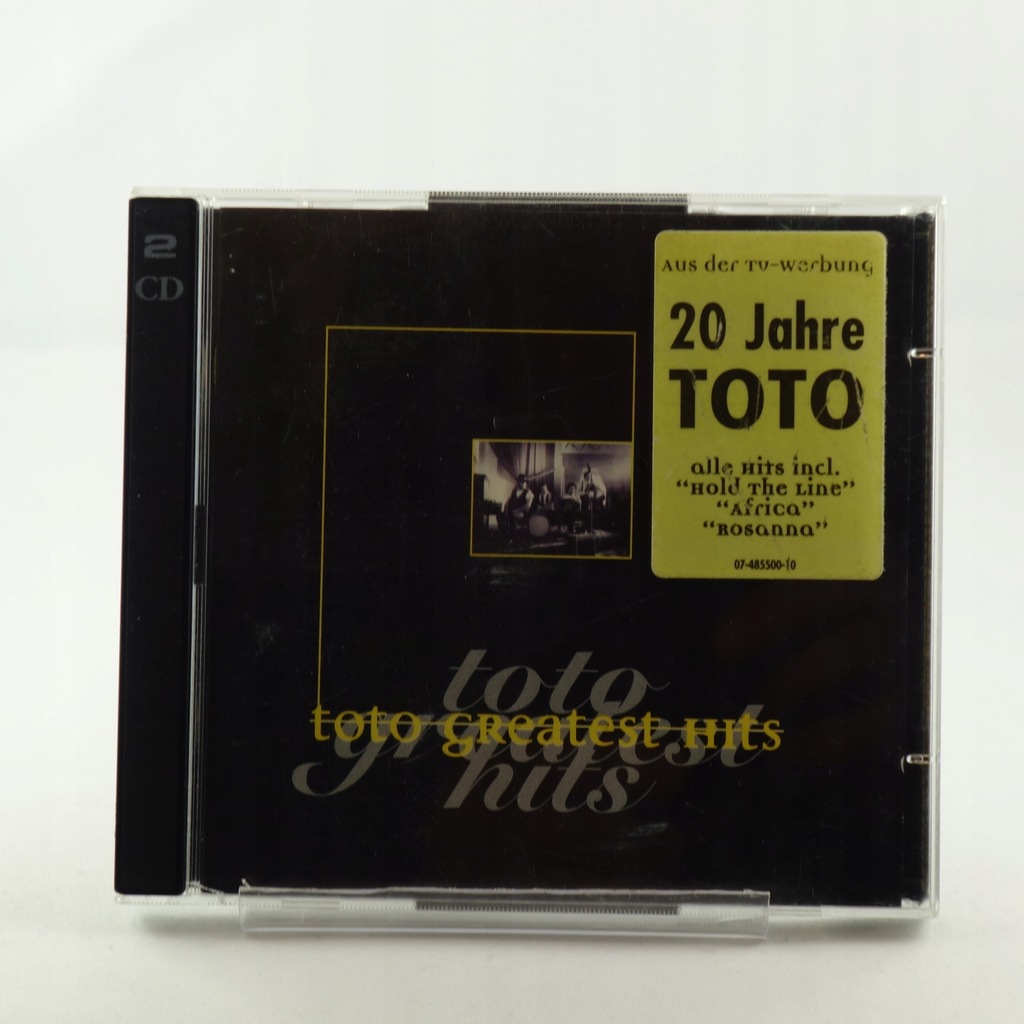 2
CD
Aus der TV-Werbung
20 Jahre
TOTO
alle Hits incl.
"Hold The Line"
"Africa"
"Rosanna"
07-485500-10
toto
greatest
hits
toto Greatest Hits